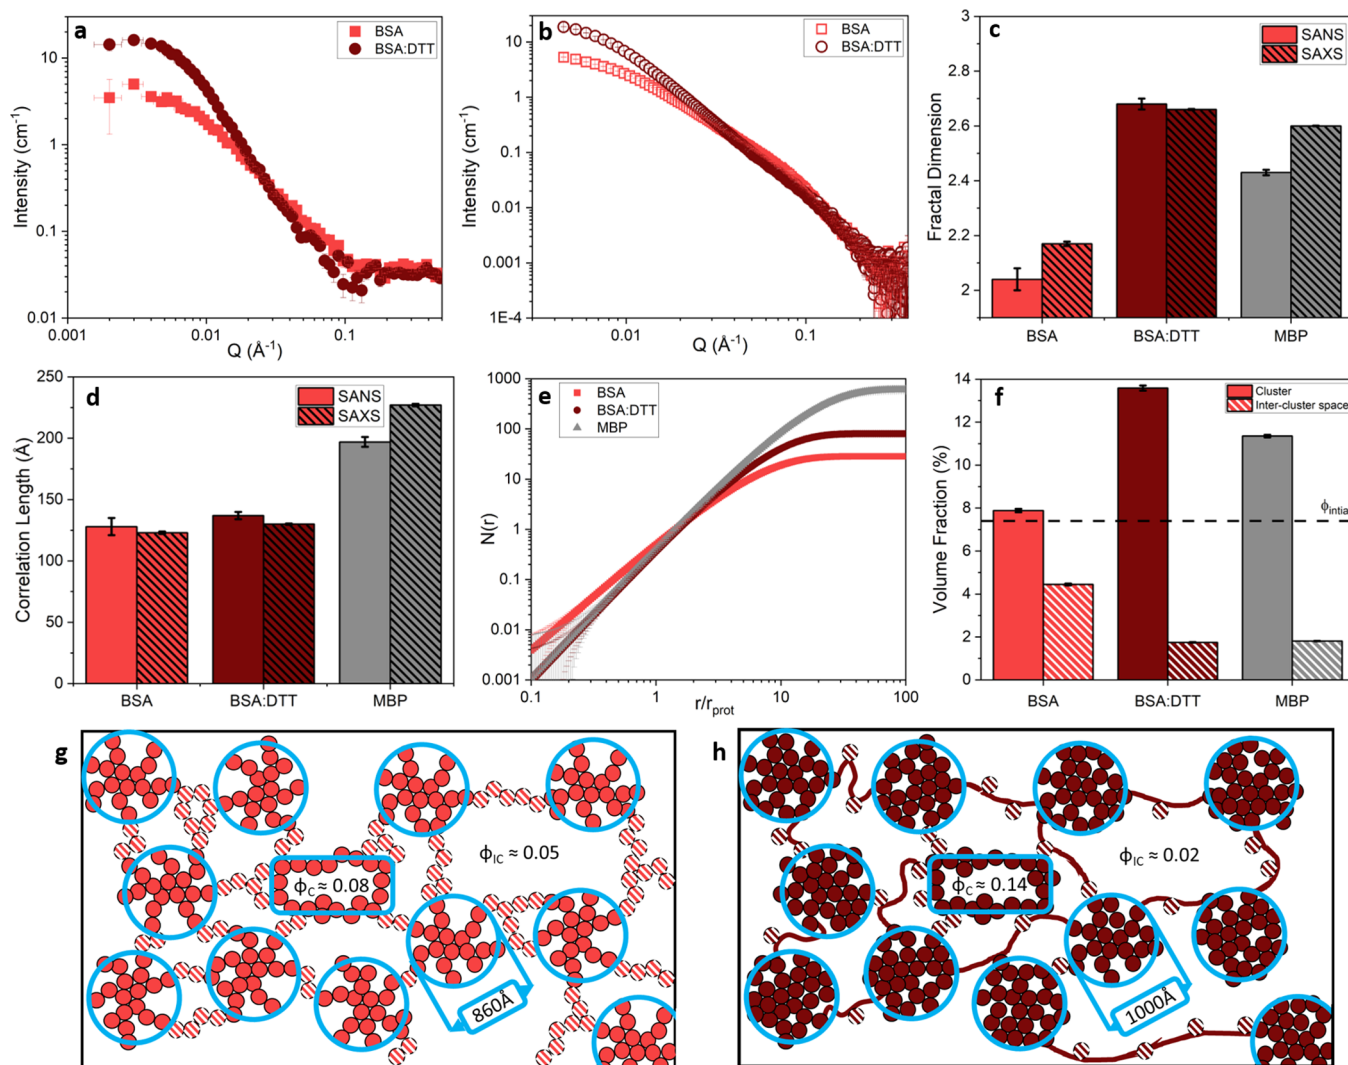 a
BSA
BSA:DTT
10
1
0.1
0.01
0.001
0.01
0.1
Intensity (cm⁻¹)
Q (Å⁻¹)
b
BSA
BSA:DTT
10
1
0.1
0.01
0.001
1E-4
0.01
0.1
Intensity (cm⁻¹)
Q (Å⁻¹)
c
SANS
SAXS
3
2.8
2.6
2.4
2.2
2
Fractal Dimension
BSA
BSA:DTT
MBP
d
SANS
SAXS
250
200
150
100
50
0
Correlation Length (Å)
BSA
BSA:DTT
MBP
e
BSA
BSA:DTT
MBP
1000
100
10
1
0.1
0.01
0.001
0.1
1
10
100
N(r)
r/r_prot
f
Cluster
Inter-cluster space
14
12
10
8
6
4
2
0
Volume Fraction (%)
ϕ_intial
BSA
BSA:DTT
MBP
g
ϕ_IC ≈ 0.05
ϕ_C ≈ 0.08
860Å
h
ϕ_IC ≈ 0.02
ϕ_C ≈ 0.14
1000Å